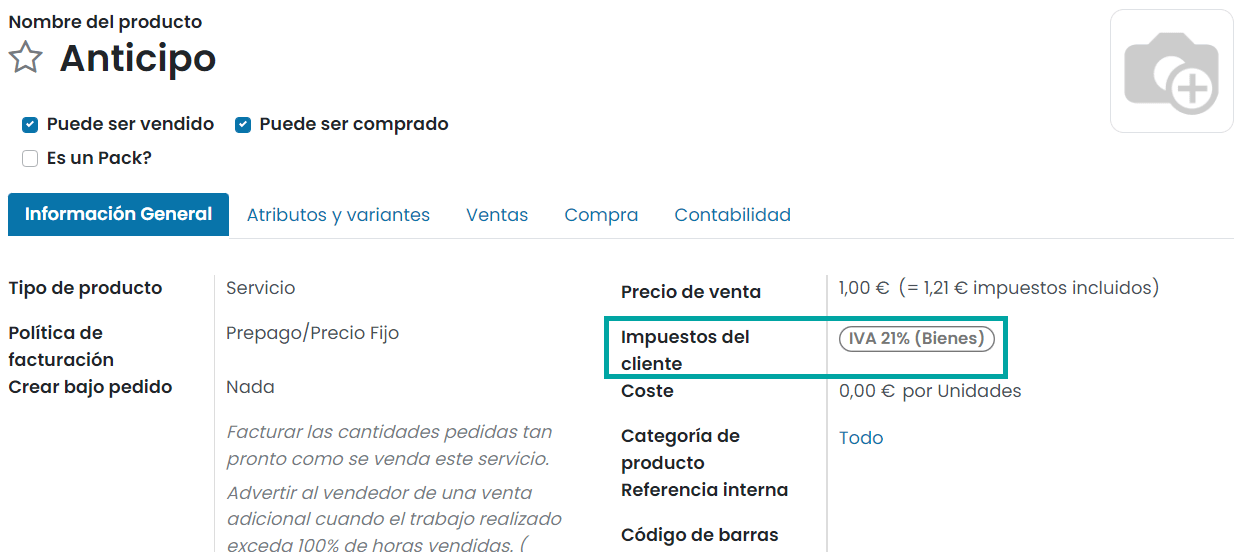 Nombre del producto
Anticipo
Puede ser vendido Puede ser comprado
Es un Pack?
Información General Atributos y variantes Ventas Compra Contabilidad
Tipo de producto Servicio
Política de
facturación Prepago/Precio Fijo
Crear bajo pedido Nada
Facturar las cantidades pedidas tan
pronto como se venda este servicio.
Advertir al vendedor de una venta
adicional cuando el trabajo realizado
exceda 100% de horas vendidas. (
Precio de venta 1,00 € (= 1,21 € impuestos incluidos)
Impuestos del
cliente IVA 21% (Bienes)
Coste 0,00 € por Unidades
Categoría de
producto Todo
Referencia interna
Código de barras